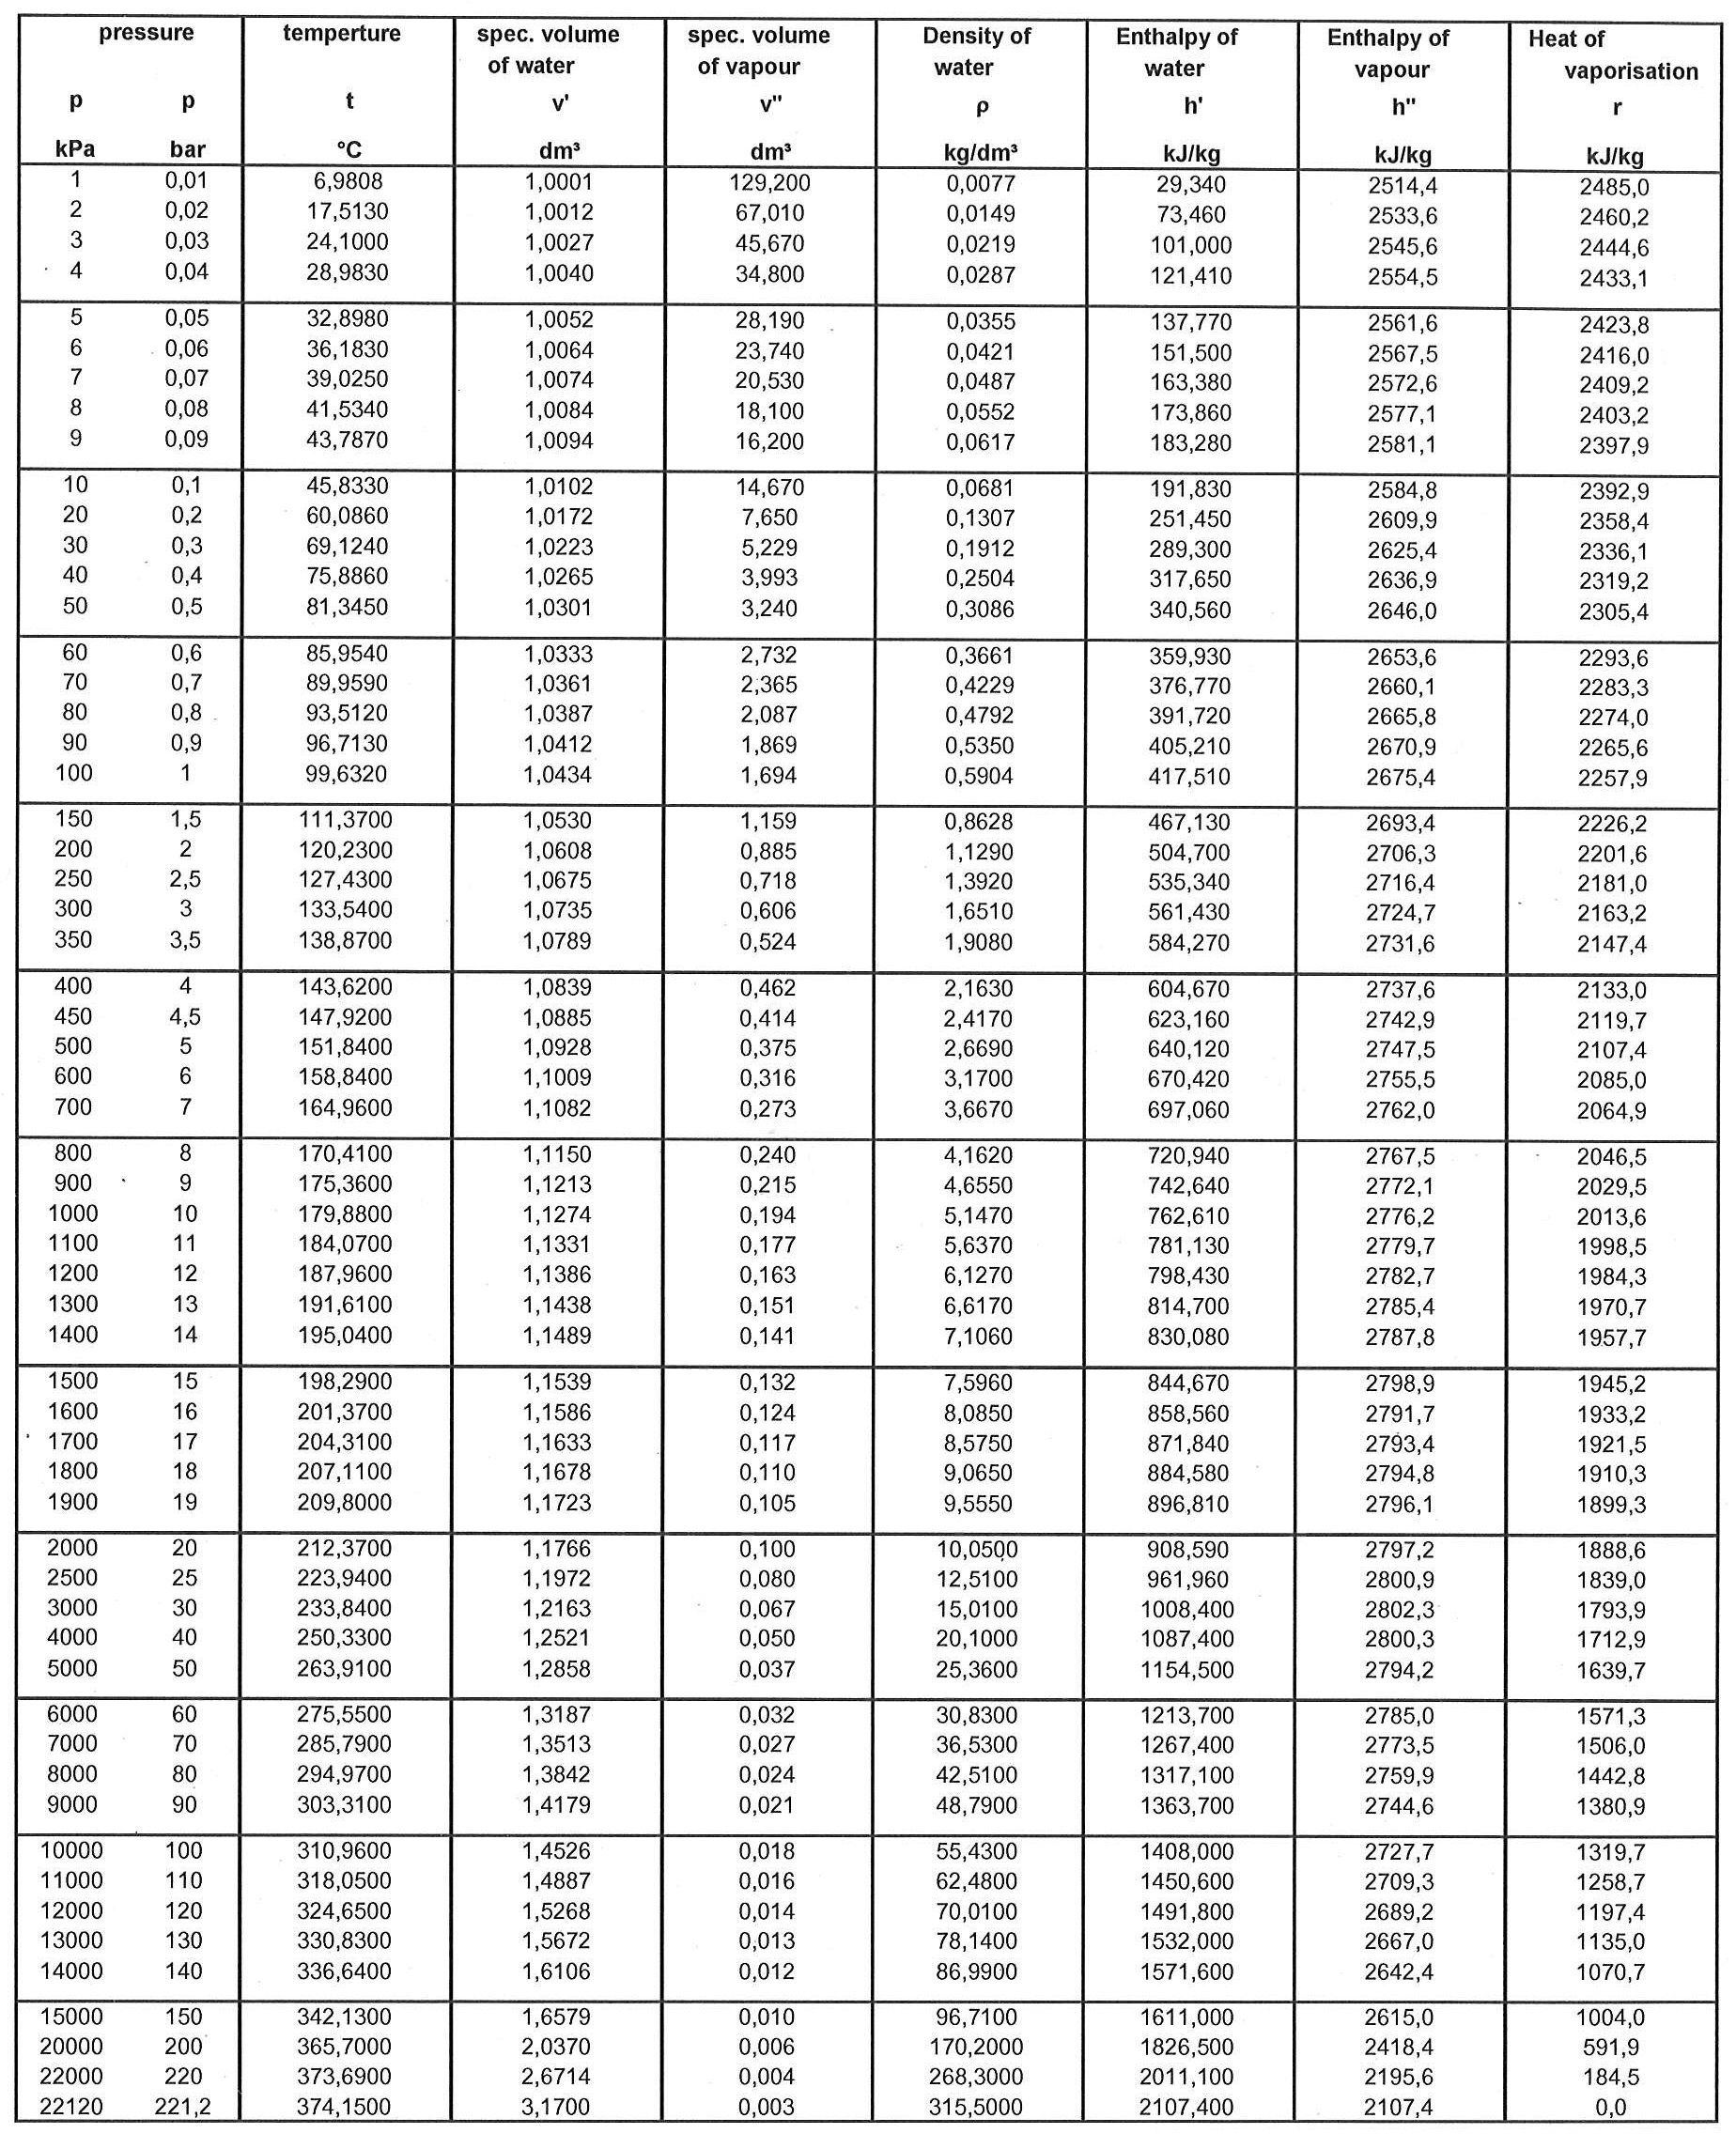 pressure temperture spec. volume spec. volume Density of Enthalpy of Enthalpy of Heat of
of water of vapour water water vapour vaporisation
p p t v' v" ρ h' h" r
kPa bar °C dm³ dm³ kg/dm³ kJ/kg kJ/kg kJ/kg
1 0,01 6,9808 1,0001 129,200 0,0077 29,340 2514,4 2485,0
2 0,02 17,5130 1,0012 67,010 0,0149 73,460 2533,6 2460,2
3 0,03 24,1000 1,0027 45,670 0,0219 101,000 2545,6 2444,6
4 0,04 28,9830 1,0040 34,800 0,0287 121,410 2554,5 2433,1
5 0,05 32,8980 1,0052 28,190 0,0355 137,770 2561,6 2423,8
6 0,06 36,1830 1,0064 23,740 0,0421 151,500 2567,5 2416,0
7 0,07 39,0250 1,0074 20,530 0,0487 163,380 2572,6 2409,2
8 0,08 41,5340 1,0084 18,100 0,0552 173,860 2577,1 2403,2
9 0,09 43,7870 1,0094 16,200 0,0617 183,280 2581,1 2397,9
10 0,1 45,8330 1,0102 14,670 0,0681 191,830 2584,8 2392,9
20 0,2 60,0860 1,0172 7,650 0,1307 251,450 2609,9 2358,4
30 0,3 69,1240 1,0223 5,229 0,1912 289,300 2625,4 2336,1
40 0,4 75,8860 1,0265 3,993 0,2504 317,650 2636,9 2319,2
50 0,5 81,3450 1,0301 3,240 0,3086 340,560 2646,0 2305,4
60 0,6 85,9540 1,0333 2,732 0,3661 359,930 2653,6 2293,6
70 0,7 89,9590 1,0361 2,365 0,4229 376,770 2660,1 2283,3
80 0,8 93,5120 1,0387 2,087 0,4792 391,720 2665,8 2274,0
90 0,9 96,7130 1,0412 1,869 0,5350 405,210 2670,9 2265,6
100 1 99,6320 1,0434 1,694 0,5904 417,510 2675,4 2257,9
150 1,5 111,3700 1,0530 1,159 0,8628 467,130 2693,4 2226,2
200 2 120,2300 1,0608 0,885 1,1290 504,700 2706,3 2201,6
250 2,5 127,4300 1,0675 0,718 1,3920 535,340 2716,4 2181,0
300 3 133,5400 1,0735 0,606 1,6510 561,430 2724,7 2163,2
350 3,5 138,8700 1,0789 0,524 1,9080 584,270 2731,6 2147,4
400 4 143,6200 1,0839 0,462 2,1630 604,670 2737,6 2133,0
450 4,5 147,9200 1,0885 0,414 2,4170 623,160 2742,9 2119,7
500 5 151,8400 1,0928 0,375 2,6690 640,120 2747,5 2107,4
600 6 158,8400 1,1009 0,316 3,1700 670,420 2755,5 2085,0
700 7 164,9600 1,1082 0,273 3,6670 697,060 2762,0 2064,9
800 8 170,4100 1,1150 0,240 4,1620 720,940 2767,5 2046,5
900 9 175,3600 1,1213 0,215 4,6550 742,640 2772,1 2029,5
1000 10 179,8800 1,1274 0,194 5,1470 762,610 2776,2 2013,6
1100 11 184,0700 1,1331 0,177 5,6370 781,130 2779,7 1998,5
1200 12 187,9600 1,1386 0,163 6,1270 798,430 2782,7 1984,3
1300 13 191,6100 1,1438 0,151 6,6170 814,700 2785,4 1970,7
1400 14 195,0400 1,1489 0,141 7,1060 830,080 2787,8 1957,7
1500 15 198,2900 1,1539 0,132 7,5960 844,670 2798,9 1945,2
1600 16 201,3700 1,1586 0,124 8,0850 858,560 2791,7 1933,2
1700 17 204,3100 1,1633 0,117 8,5750 871,840 2793,4 1921,5
1800 18 207,1100 1,1678 0,110 9,0650 884,580 2794,8 1910,3
1900 19 209,8000 1,1723 0,105 9,5550 896,810 2796,1 1899,3
2000 20 212,3700 1,1766 0,100 10,0500 908,590 2797,2 1888,6
2500 25 223,9400 1,1972 0,080 12,5100 961,960 2800,9 1839,0
3000 30 233,8400 1,2163 0,067 15,0100 1008,400 2802,3 1793,9
4000 40 250,3300 1,2521 0,050 20,1000 1087,400 2800,3 1712,9
5000 50 263,9100 1,2858 0,037 25,3600 1154,500 2794,2 1639,7
6000 60 275,5500 1,3187 0,032 30,8300 1213,700 2785,0 1571,3
7000 70 285,7900 1,3513 0,027 36,5300 1267,400 2773,5 1506,0
8000 80 294,9700 1,3842 0,024 42,5100 1317,100 2759,9 1442,8
9000 90 303,3100 1,4179 0,021 48,7900 1363,700 2744,6 1380,9
10000 100 310,9600 1,4526 0,018 55,4300 1408,000 2727,7 1319,7
11000 110 318,0500 1,4887 0,016 62,4800 1450,600 2709,3 1258,7
12000 120 324,6500 1,5268 0,014 70,0100 1491,800 2689,2 1197,4
13000 130 330,8300 1,5672 0,013 78,1400 1532,000 2667,0 1135,0
14000 140 336,6400 1,6106 0,012 86,9900 1571,600 2642,4 1070,7
15000 150 342,1300 1,6579 0,010 96,7100 1611,000 2615,0 1004,0
20000 200 365,7000 2,0370 0,006 170,2000 1826,500 2418,4 591,9
22000 220 373,6900 2,6714 0,004 268,3000 2011,100 2195,6 184,5
22120 221,2 374,1500 3,1700 0,003 315,5000 2107,400 2107,4 0,0